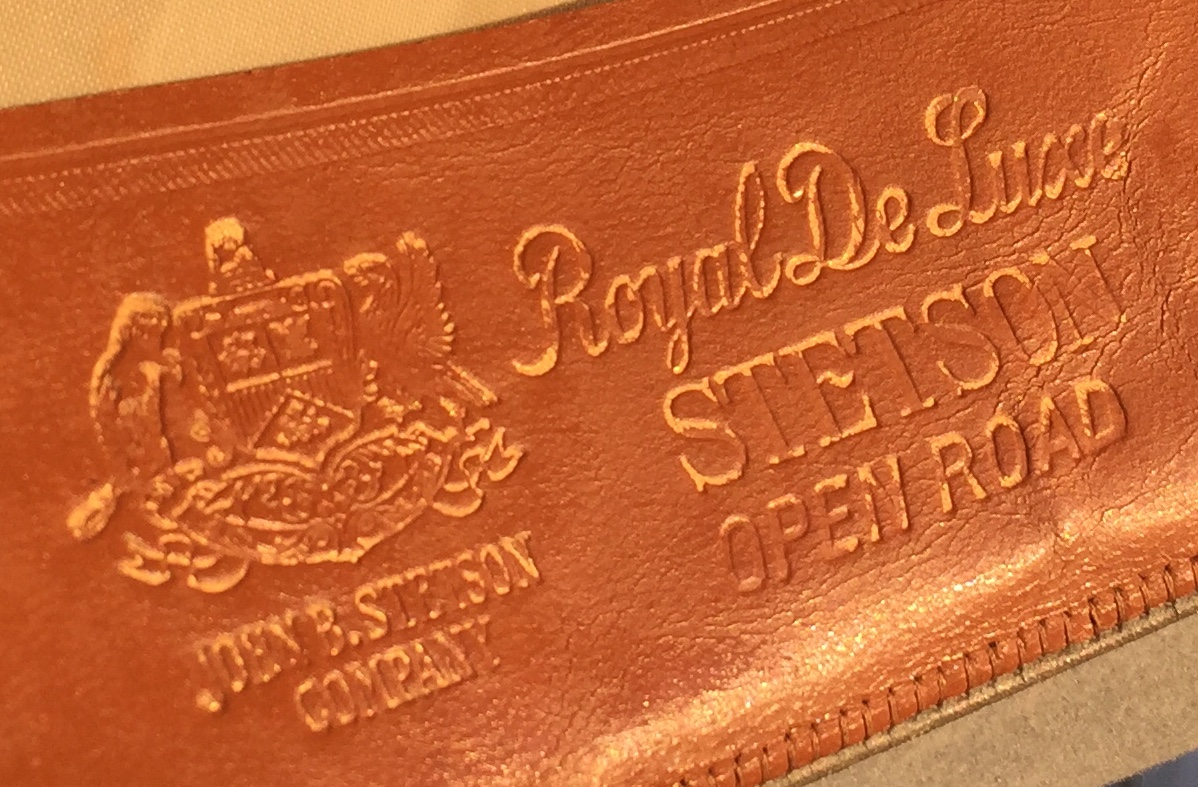 Royal De Luxe
STETSON
OPEN ROAD
JOHN B. STETSON
COMPANY